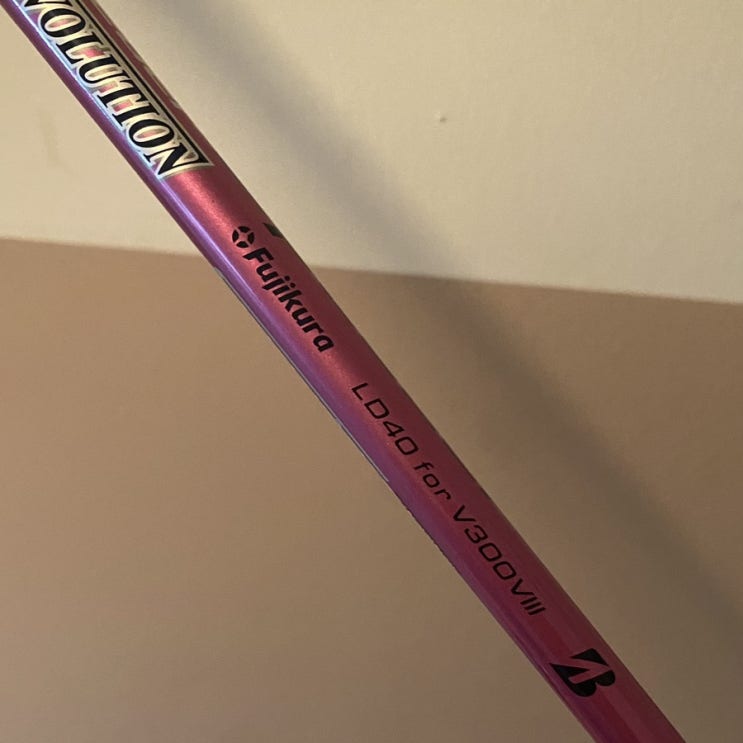 VOLUTION
Fujikura
LD40 for V300VIII
B